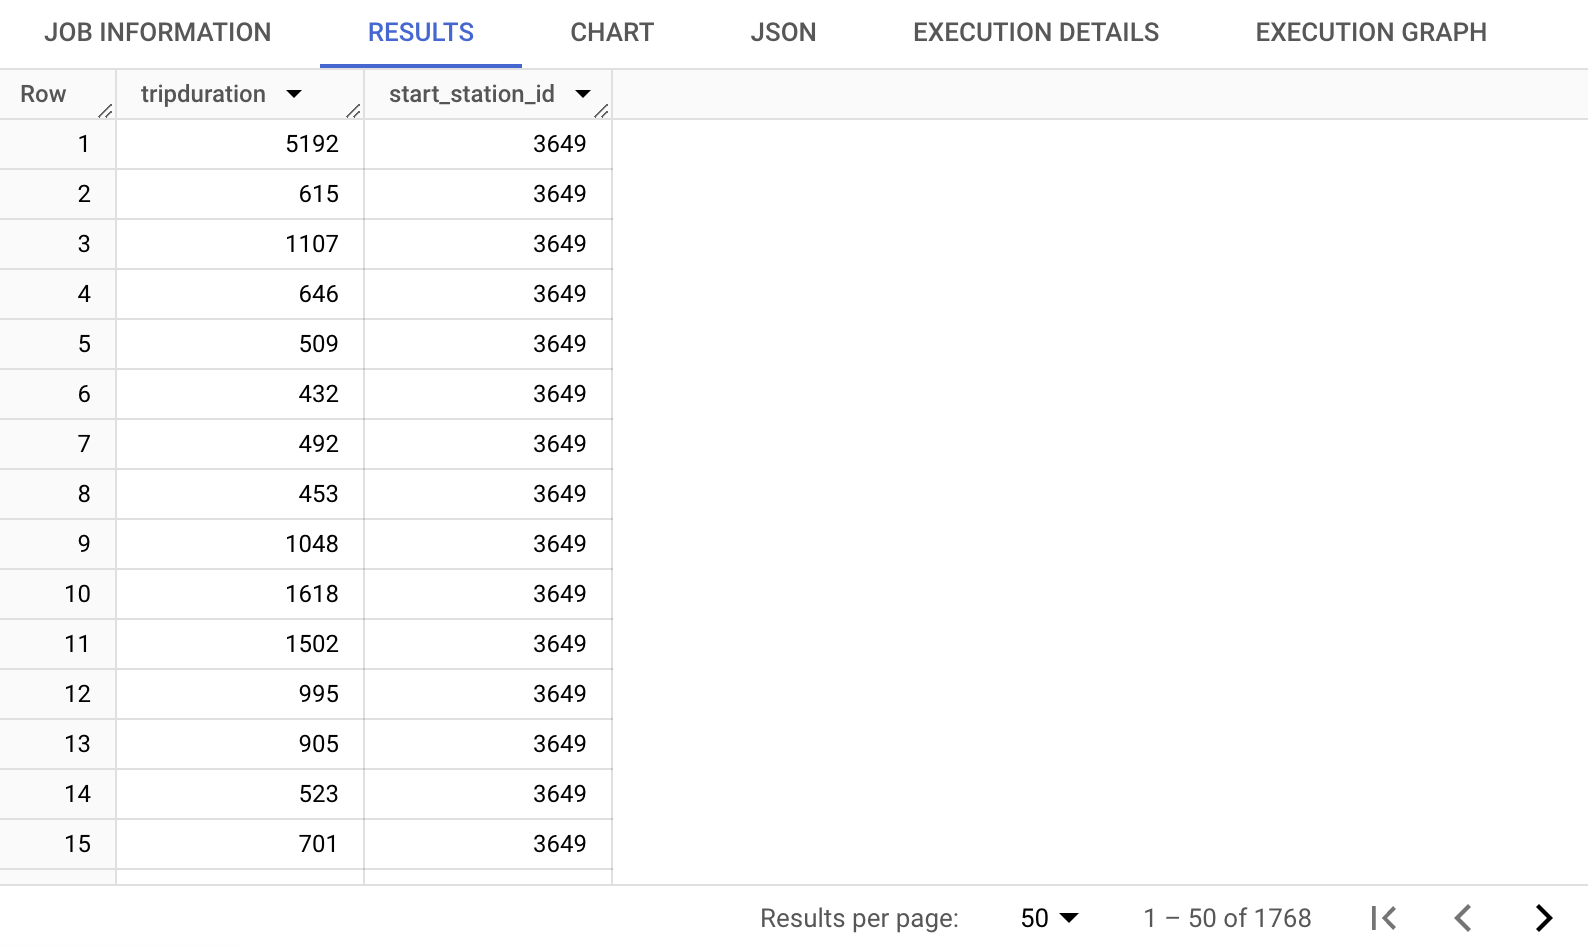 JOB INFORMATION RESULTS CHART JSON EXECUTION DETAILS EXECUTION GRAPH
Row tripduration start_station_id
1 5192 3649
2 615 3649
3 1107 3649
4 646 3649
5 509 3649
6 432 3649
7 492 3649
8 453 3649
9 1048 3649
10 1618 3649
11 1502 3649
12 995 3649
13 905 3649
14 523 3649
15 701 3649
Results per page: 50 1 – 50 of 1768